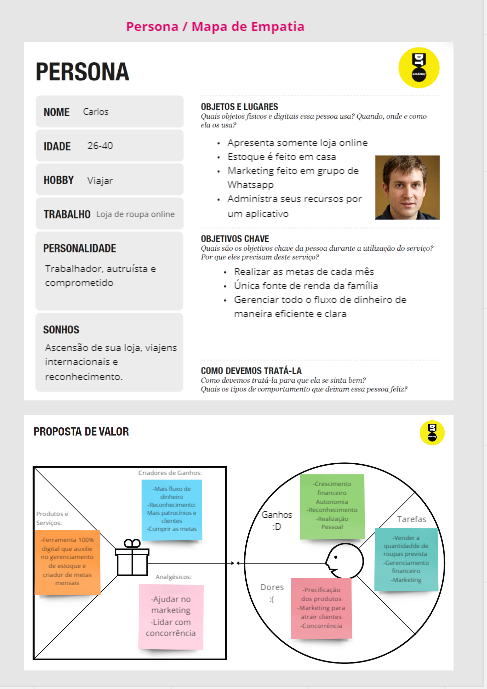 Persona / Mapa de Empatia
PERSONA
NOME Carlos
IDADE 26-40
HOBBY Viajar
TRABALHO Loja de roupa online
PERSONALIDADE
Trabalhador, autruísta e
comprometido
SONHOS
Ascensão de sua loja, viajens
internacionais e
reconhecimento.
OBJETOS E LUGARES
Quais objetos físicos e digitais essa pessoa usa? Quando, onde e como
ela os usa?
• Apresenta somente loja online
• Estoque é feito em casa
• Marketing feito em grupo de
Whatsapp
• Administra seus recursos por
um aplicativo
OBJETIVOS CHAVE
Quais são os objetivos chave da pessoa durante a utilização do serviço?
Por que eles precisam deste serviço?
• Realizar as metas de cada mês
• Única fonte de renda da família
• Gerenciar todo o fluxo de dinheiro de
maneira eficiente e clara
COMO DEVEMOS TRATÁ-LA
Como devemos tratá-la para que ela se sinta bem?
Quais os tipos de comportamento que deixam essa pessoa feliz?
PROPOSTA DE VALOR
Produtos e
Serviços:
-Ferramenta 100%
digital que auxilie
no gerenciamento
de estoque e
criador de metas
mensais
Criadores de Ganhos:
-Mais fluxo de
dinheiro
-Reconhecimento:
Mais patrocínios e
clientes
-Cumprir as metas
Analgésicos:
-Ajudar no
marketing
-Lidar com
concorrência
Ganhos
:D
-Crescimento
financeiro
Autonomia
-Reconhecimento
-Realização
Pessoal
Dores
:(
-Precificação
dos produtos
-Marketing para
atrair clientes
-Concorrência
Tarefas
-Vender a
quantidadde de
roupas prevista
-Gerenciamento
financeiro
-Marketing